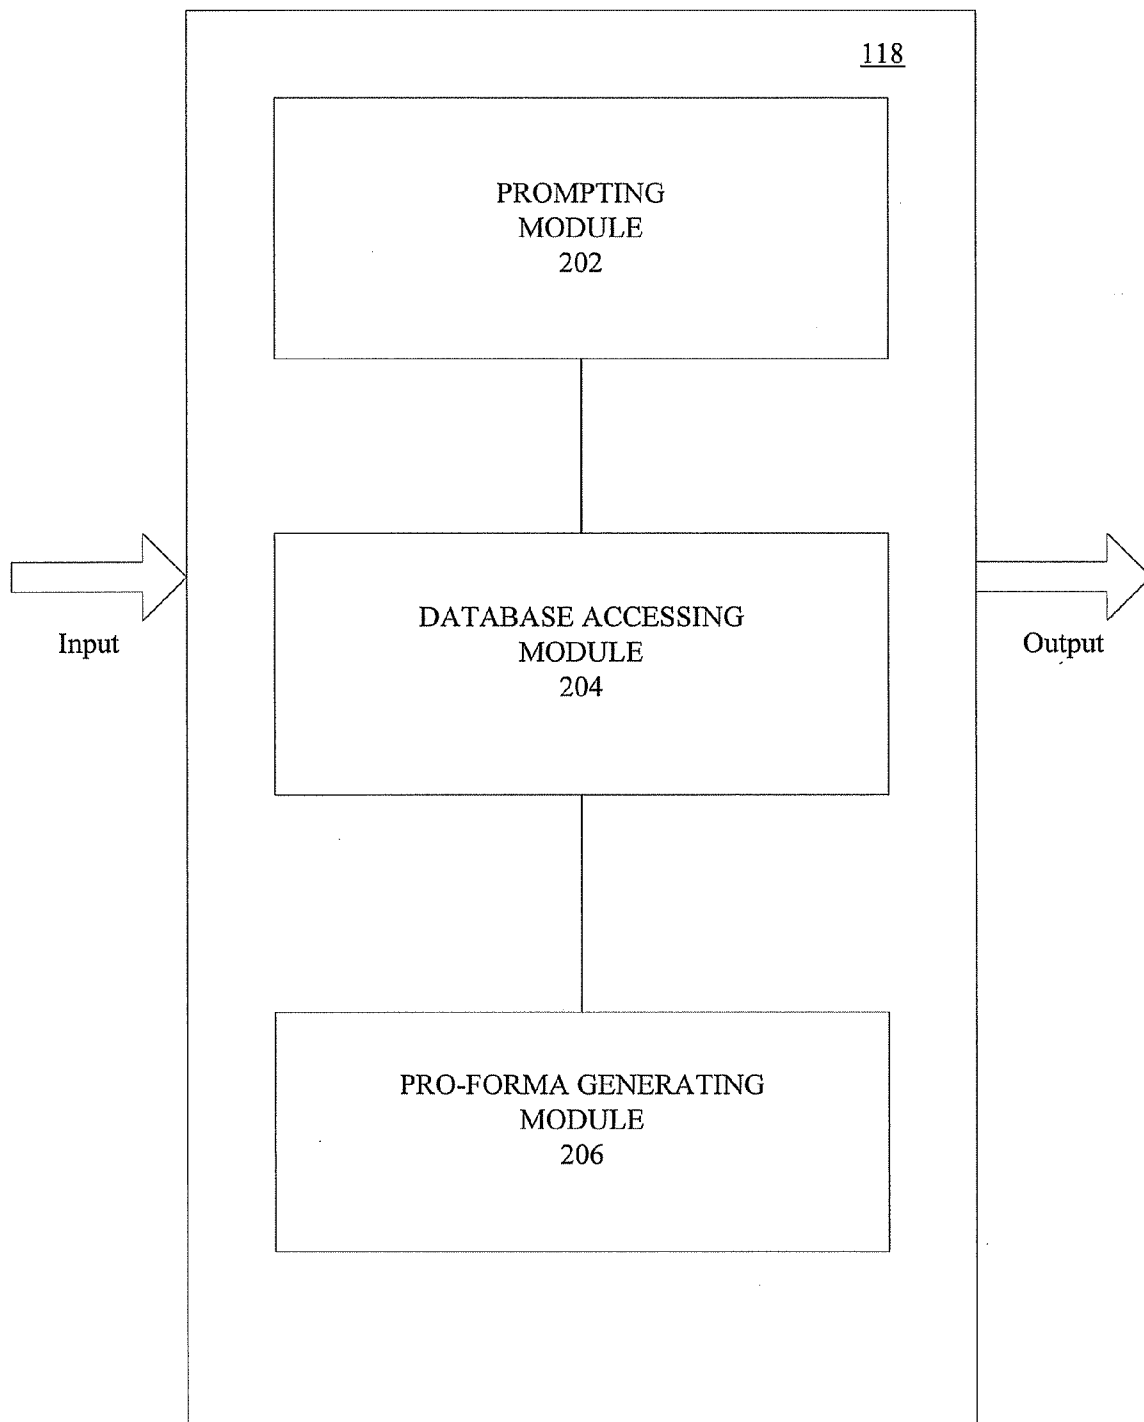 118
PROMPTING
MODULE
202
DATABASE ACCESSING
MODULE
204
Input
Output
PRO-FORMA GENERATING
MODULE
206